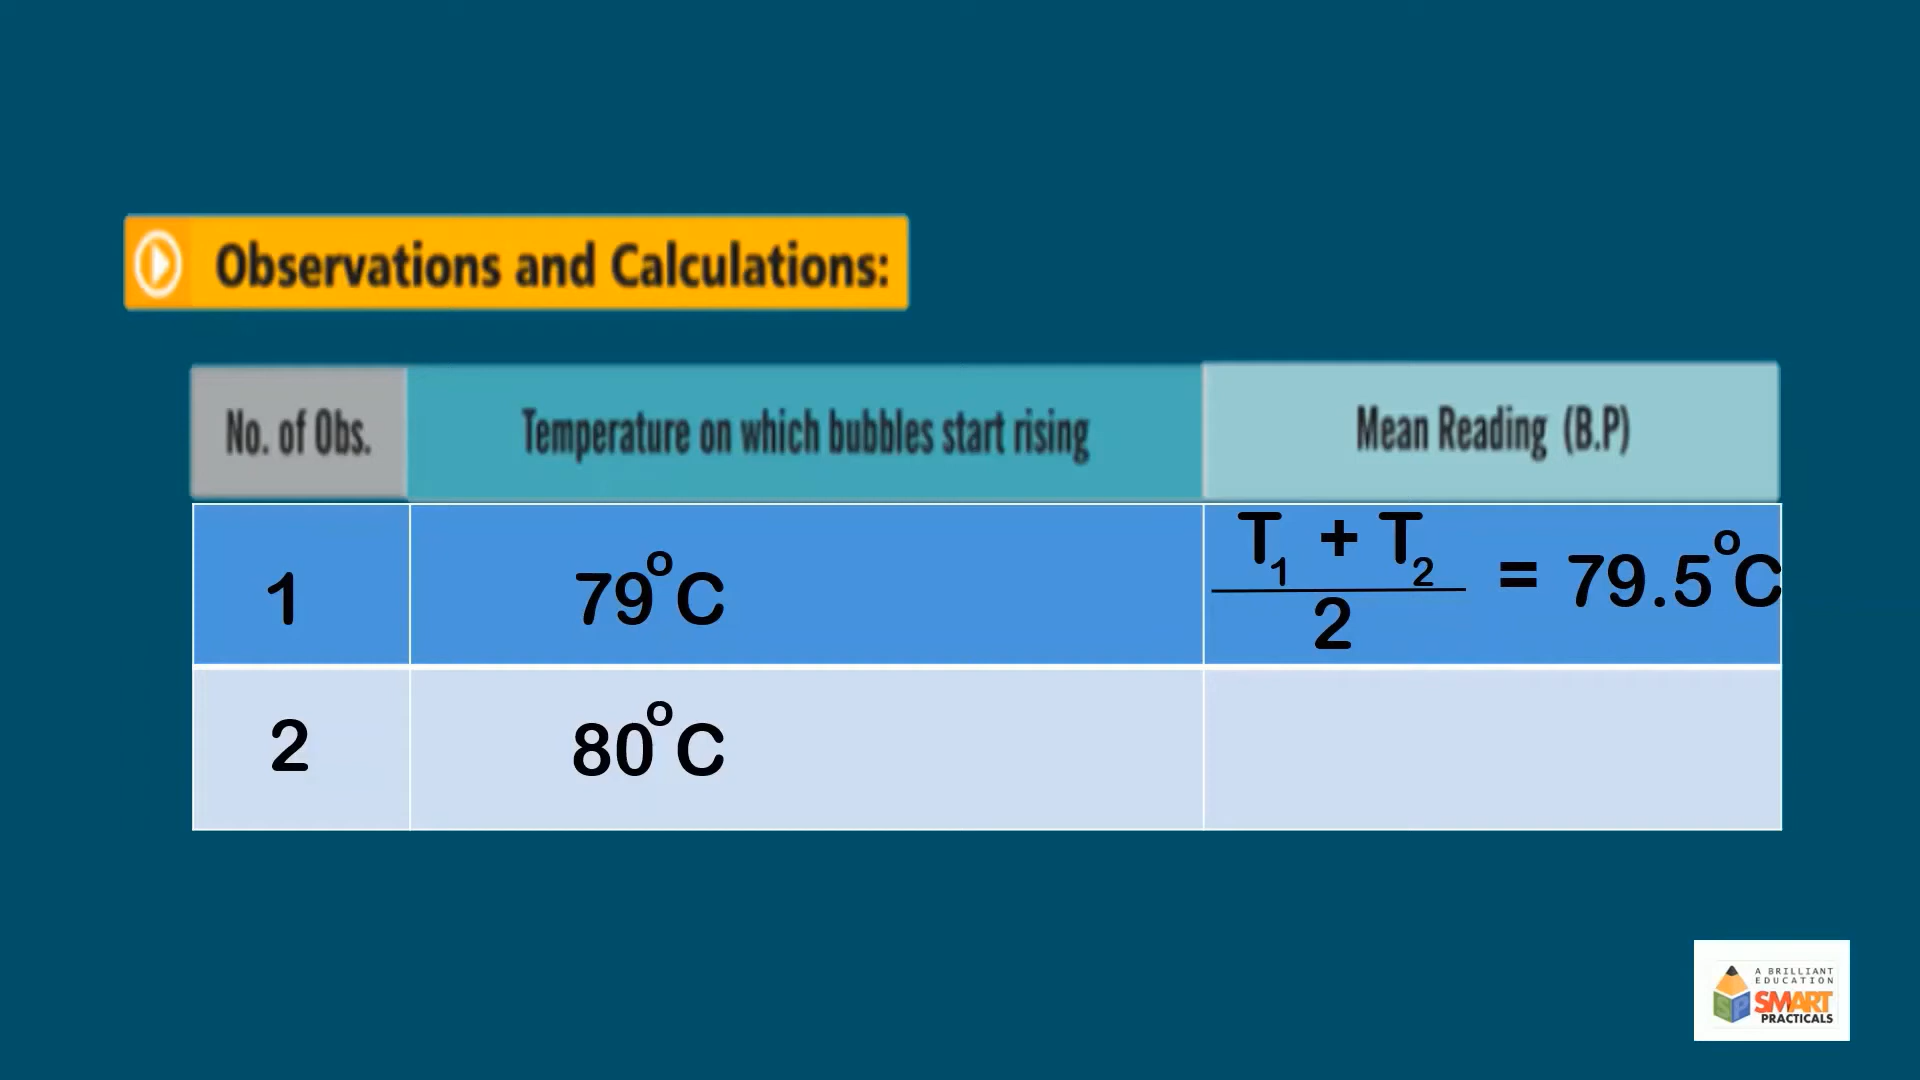 Observations and Calculations:
No. of Obs. Temperature on which bubbles start rising Mean Reading (B.P)
1 79°C T₁ + T₂ / 2 = 79.5°C
2 80°C
A BRILLIANT
EDUCATION
SP SMART
PRACTICALS